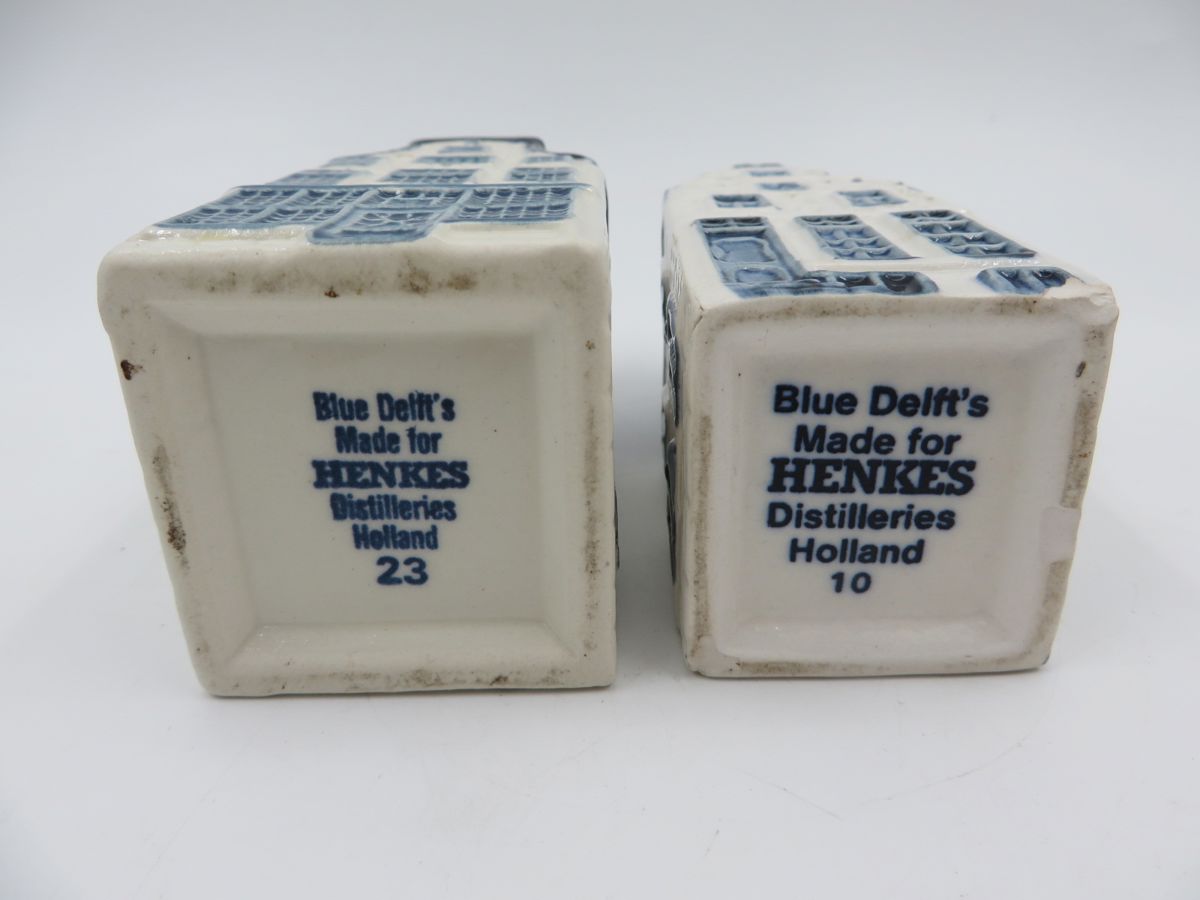 Blue Delft's
Made for
HENKES
Distilleries
Holland
23
Blue Delft's
Made for
HENKES
Distilleries
Holland
10